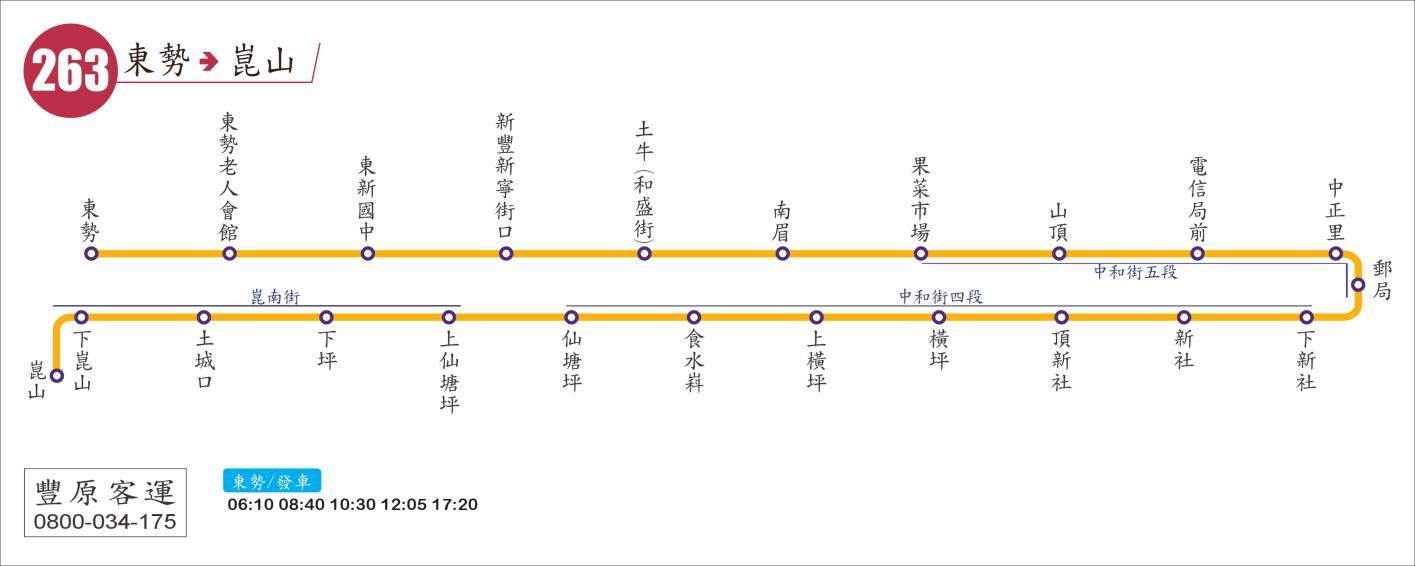 263 東勢➔崑山
東勢
東勢老人會館
東新國中
新豐新寧街口
土牛（和盛街）
南眉
果菜市場
山頂
電信局前
中正里
中和街五段
郵局
崑南街
中和街四段
下新社
新社
頂新社
橫坪
上橫坪
食水嵙
仙塘坪
上仙塘坪
下坪
土城口
下崑山
崑山
豐原客運
0800-034-175
東勢/發車
06:10 08:40 10:30 12:05 17:20